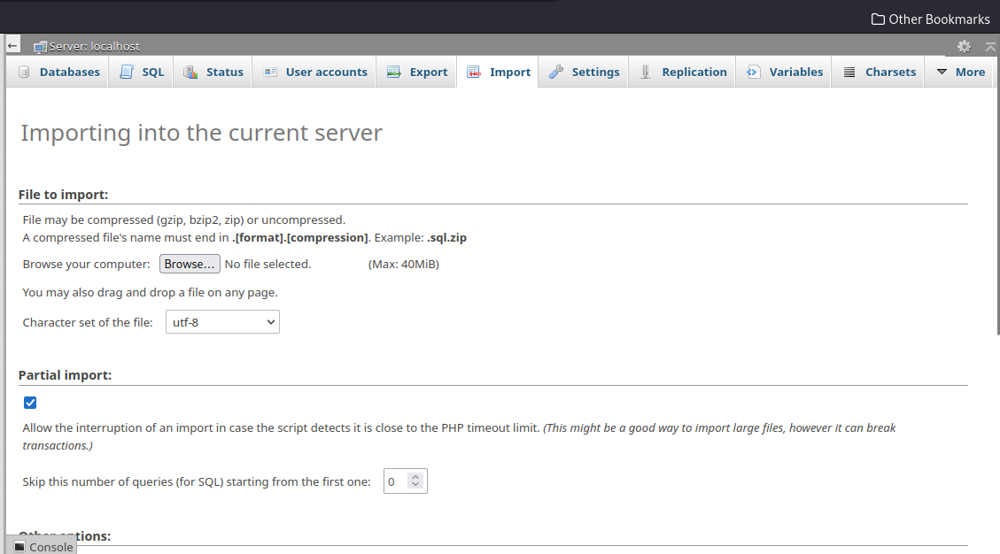 Other Bookmarks
Server: localhost
Databases SQL Status User accounts Export Import Settings Replication Variables Charsets More
Importing into the current server
File to import:
File may be compressed (gzip, bzip2, zip) or uncompressed.
A compressed file's name must end in .[format].[compression]. Example: .sql.zip
Browse your computer: Browse... No file selected. (Max: 40MiB)
You may also drag and drop a file on any page.
Character set of the file: utf-8
Partial import:
Allow the interruption of an import in case the script detects it is close to the PHP timeout limit. (This might be a good way to import large files, however it can break
transactions.)
Skip this number of queries (for SQL) starting from the first one: 0
Other options:
Console